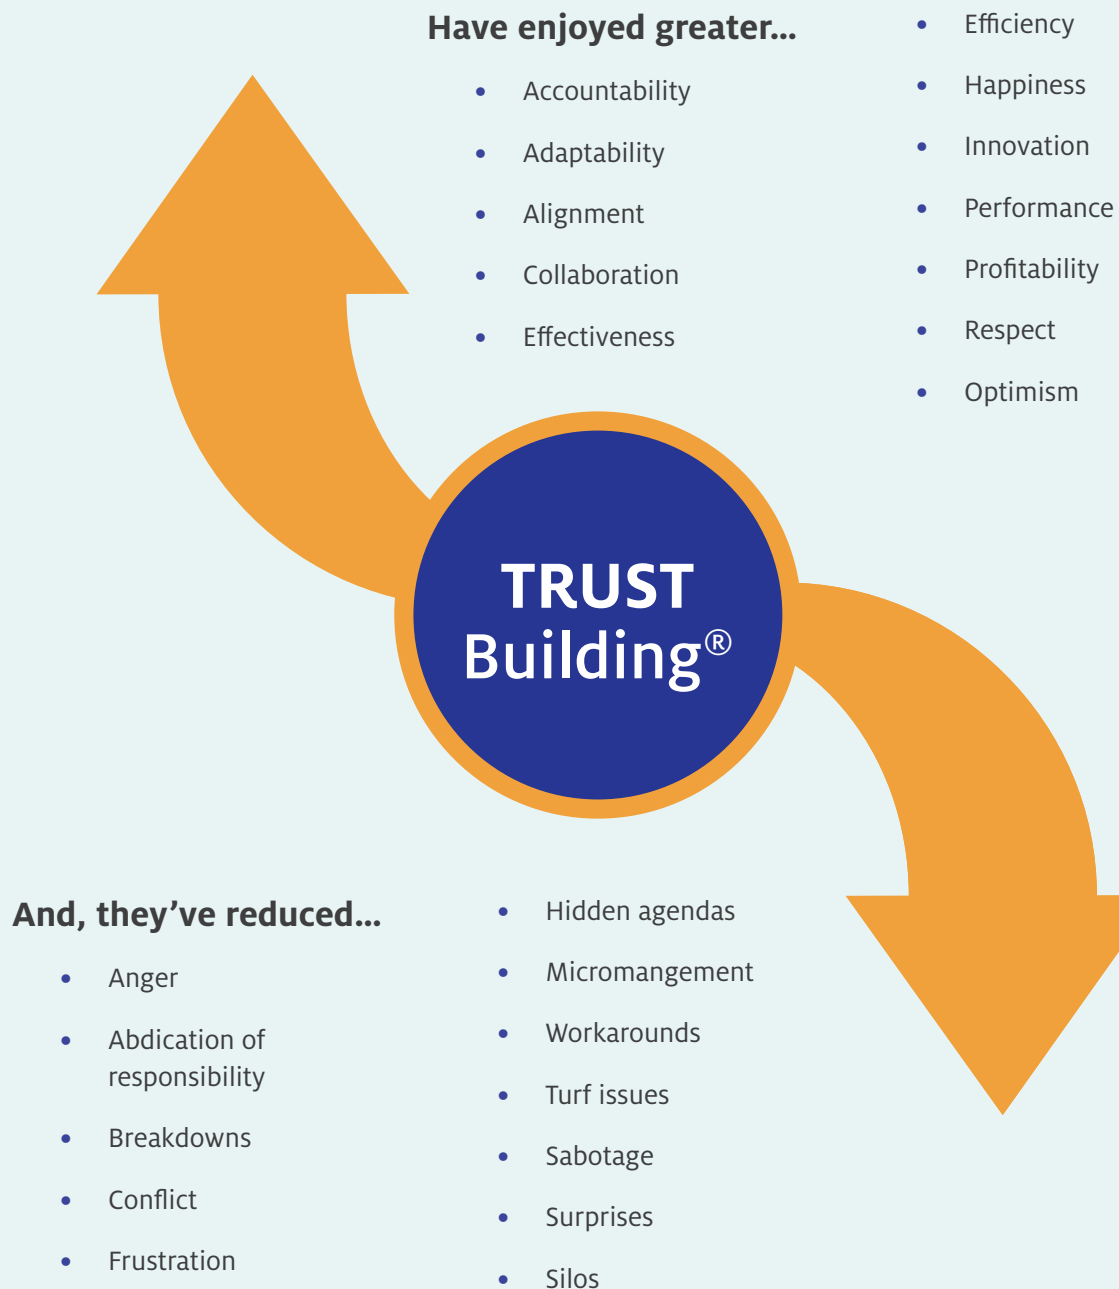 Have enjoyed greater...
• Accountability
• Adaptability
• Alignment
• Collaboration
• Effectiveness
• Efficiency
• Happiness
• Innovation
• Performance
• Profitability
• Respect
• Optimism
TRUST
Building®
And, they’ve reduced...
• Anger
• Abdication of
responsibility
• Breakdowns
• Conflict
• Frustration
• Hidden agendas
• Micromangement
• Workarounds
• Turf issues
• Sabotage
• Surprises
• Silos